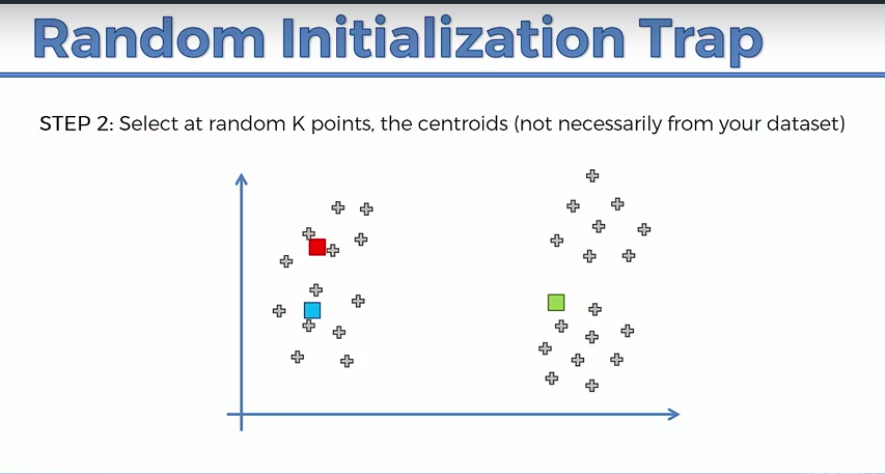 Random Initialization Trap
STEP 2: Select at random K points, the centroids (not necessarily from your dataset)